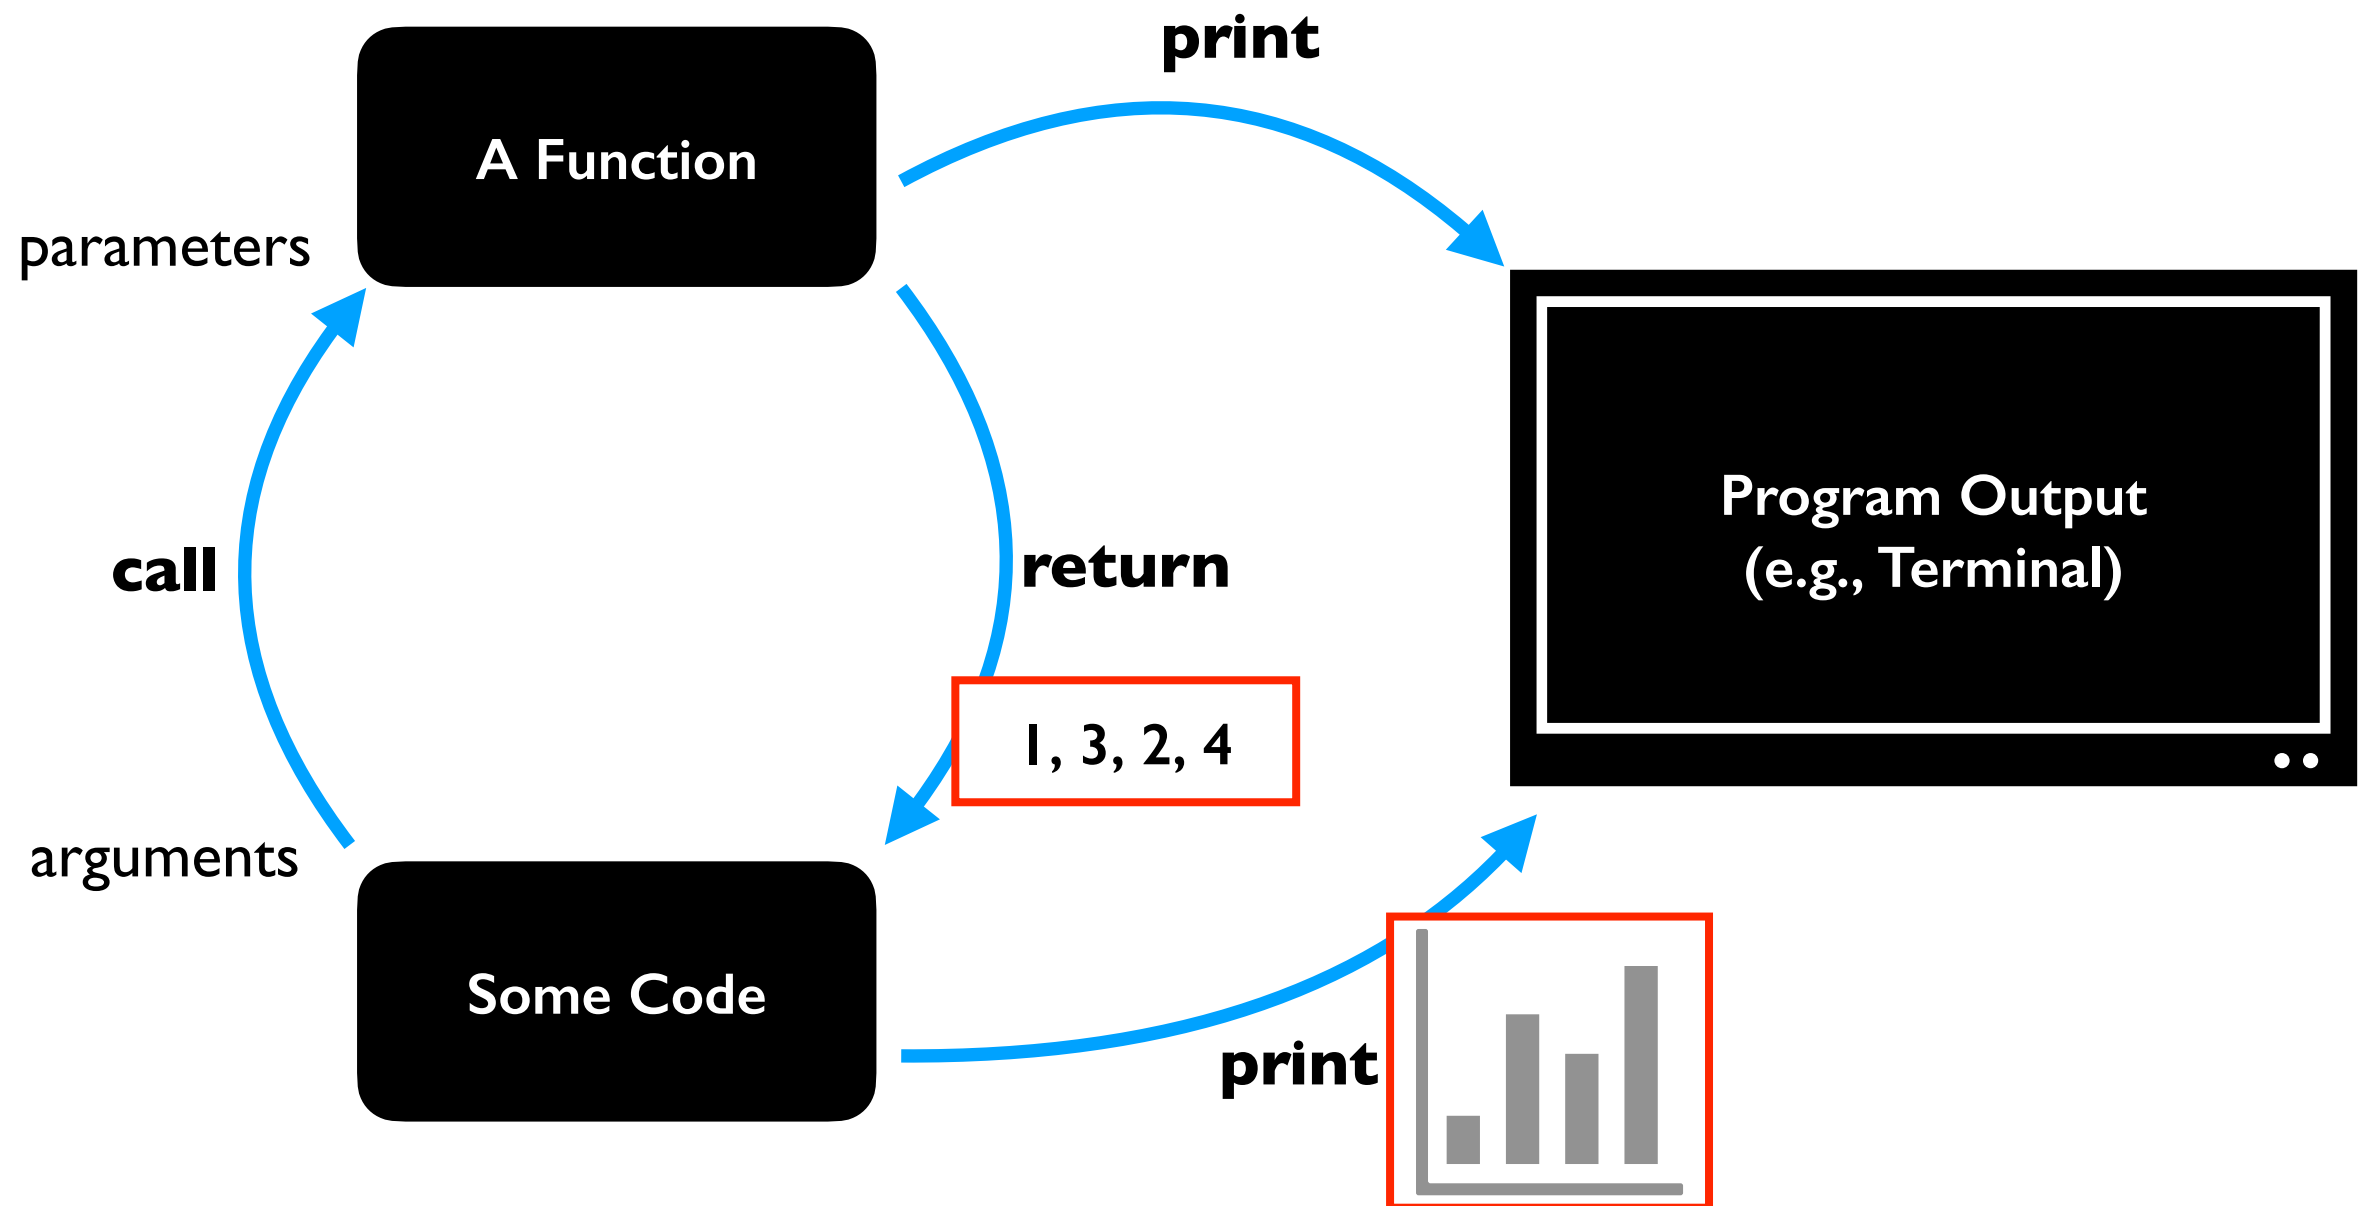 print
A Function
parameters
Program Output
(e.g., Terminal)
call
return
1, 3, 2, 4
arguments
Some Code
print